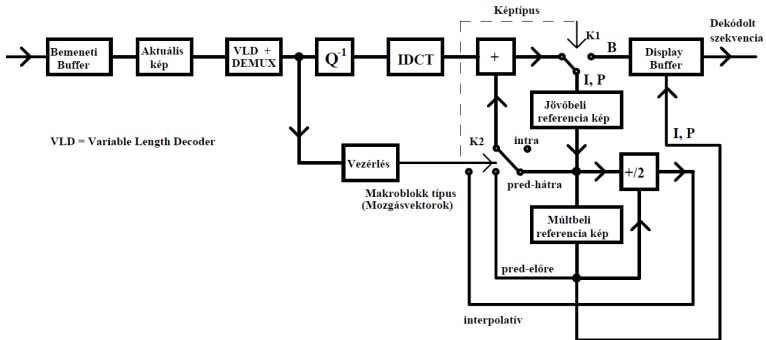 Képtípus
K1
Dekódolt
szekvencia
Bemeneti
Buffer
Aktuális
kép
VLD +
DEMUX
Q-1
IDCT
+
B
Display
Buffer
I, P
Jövőbeli
referencia kép
I, P
VLD = Variable Length Decoder
K2
intra
Vezérlés
pred-hátra
+/2
Makroblokk típus
(Mozgásvektorok)
Múltbeli
referencia kép
pred-előre
interpolatív